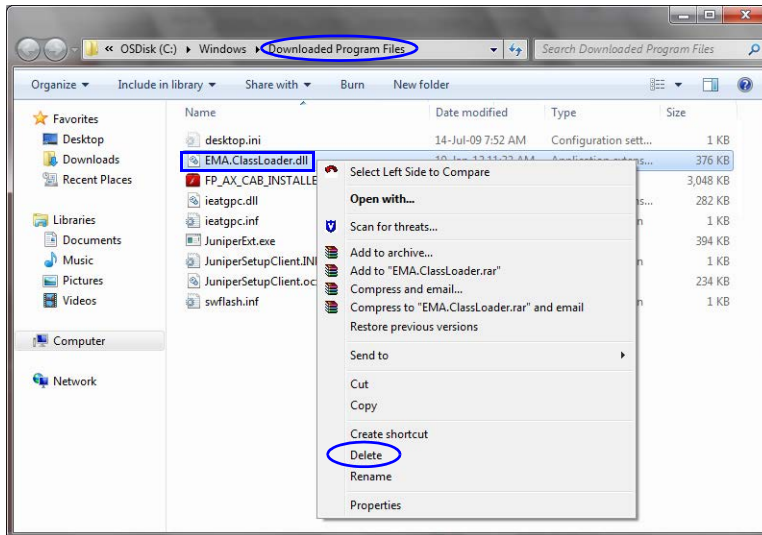 « OSDisk (C:) ▸ Windows ▸ Downloaded Program Files
Search Downloaded Program Files
Organize Include in library Share with Burn New folder
Favorites
Desktop
Downloads
Recent Places
Libraries
Documents
Music
Pictures
Videos
Computer
Network
Name Date modified Type Size
desktop.ini 14-Jul-09 7:52 AM Configuration sett... 1 KB
EMA.ClassLoader.dll 376 KB
FP_AX_CAB_INSTALLE 3,048 KB
ieatgpc.dll 282 KB
ieatgpc.inf 1 KB
JuniperExt.exe 394 KB
JuniperSetupClient.INI 1 KB
JuniperSetupClient.oc 234 KB
swflash.inf 1 KB
Select Left Side to Compare
Open with...
Scan for threats...
Add to archive...
Add to "EMA.ClassLoader.rar"
Compress and email...
Compress to "EMA.ClassLoader.rar" and email
Restore previous versions
Send to
Cut
Copy
Create shortcut
Delete
Rename
Properties